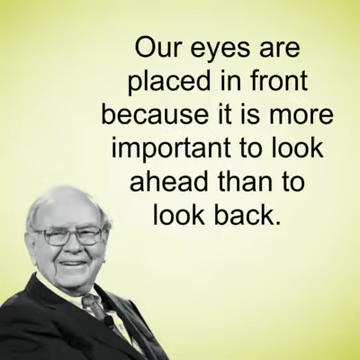 Our eyes are
placed in front
because it is more
important to look
ahead than to
look back.